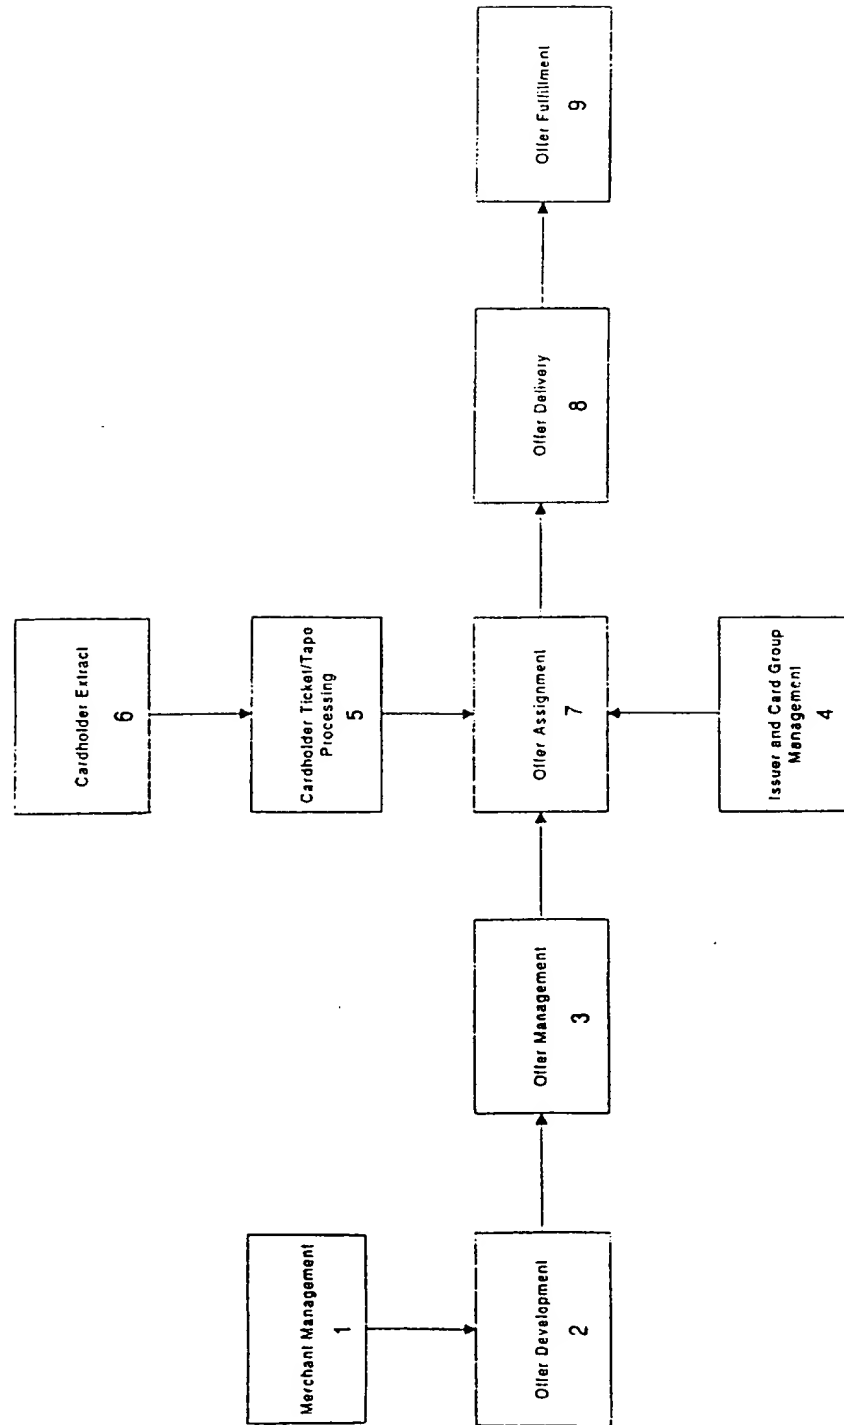 Cardholder Extract
6
Merchant Management
1
Cardholder Ticket/Tape
Processing
5
Offer Development
2
Offer Management
3
Offer Assignment
7
Offer Delivery
8
Offer Fulfillment
9
Issuer and Card Group
Management
4